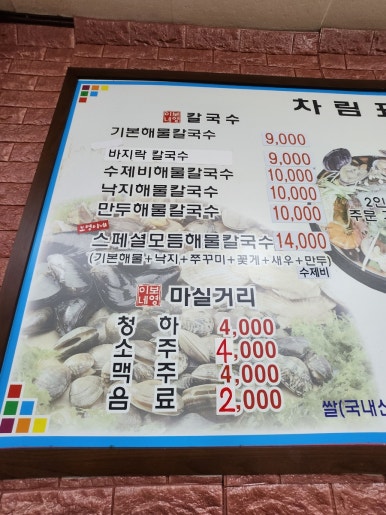 차림표
이보네영 칼국수
기본해물칼국수 9,000
바지락 칼국수 9,000
수제비해물칼국수 10,000
낙지해물칼국수 10,000
만두해물칼국수 10,000
스페셜모듬해물칼국수 14,000
(기본해물+낙지+쭈꾸미+꽃게+새우+만두)
수제비
2인
주문
이보네영 마실거리
청하 4,000
소주 4,000
맥주 4,000
음료 2,000
쌀(국내산